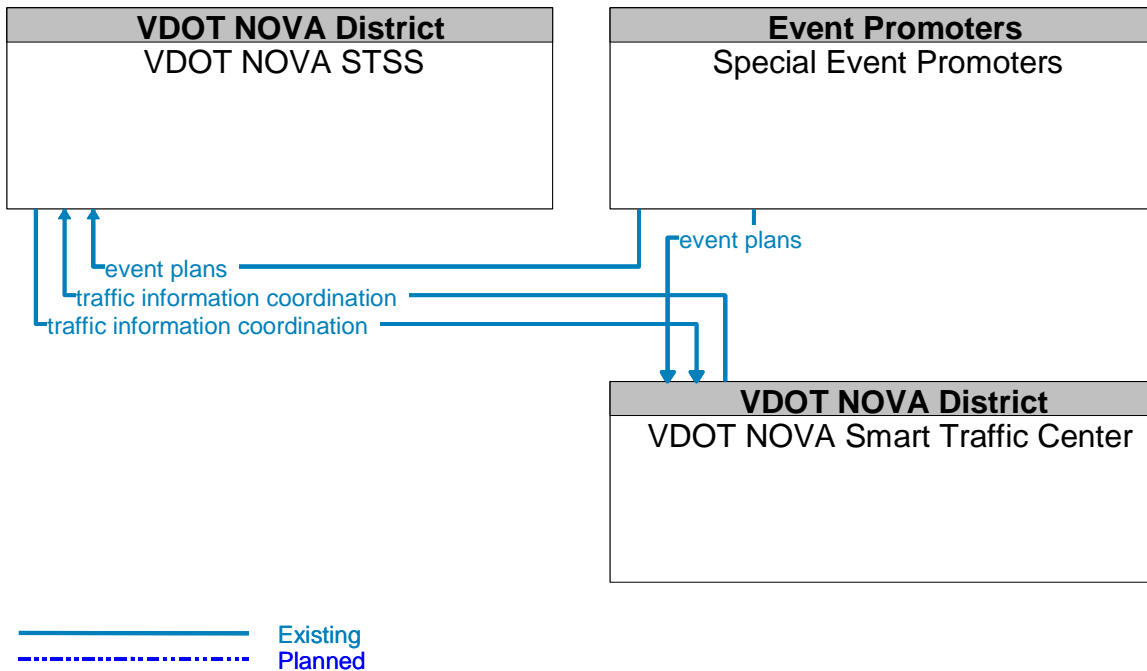 VDOT NOVA District
VDOT NOVA STSS
Event Promoters
Special Event Promoters
event plans
event plans
traffic information coordination
traffic information coordination
VDOT NOVA District
VDOT NOVA Smart Traffic Center
Existing
Planned